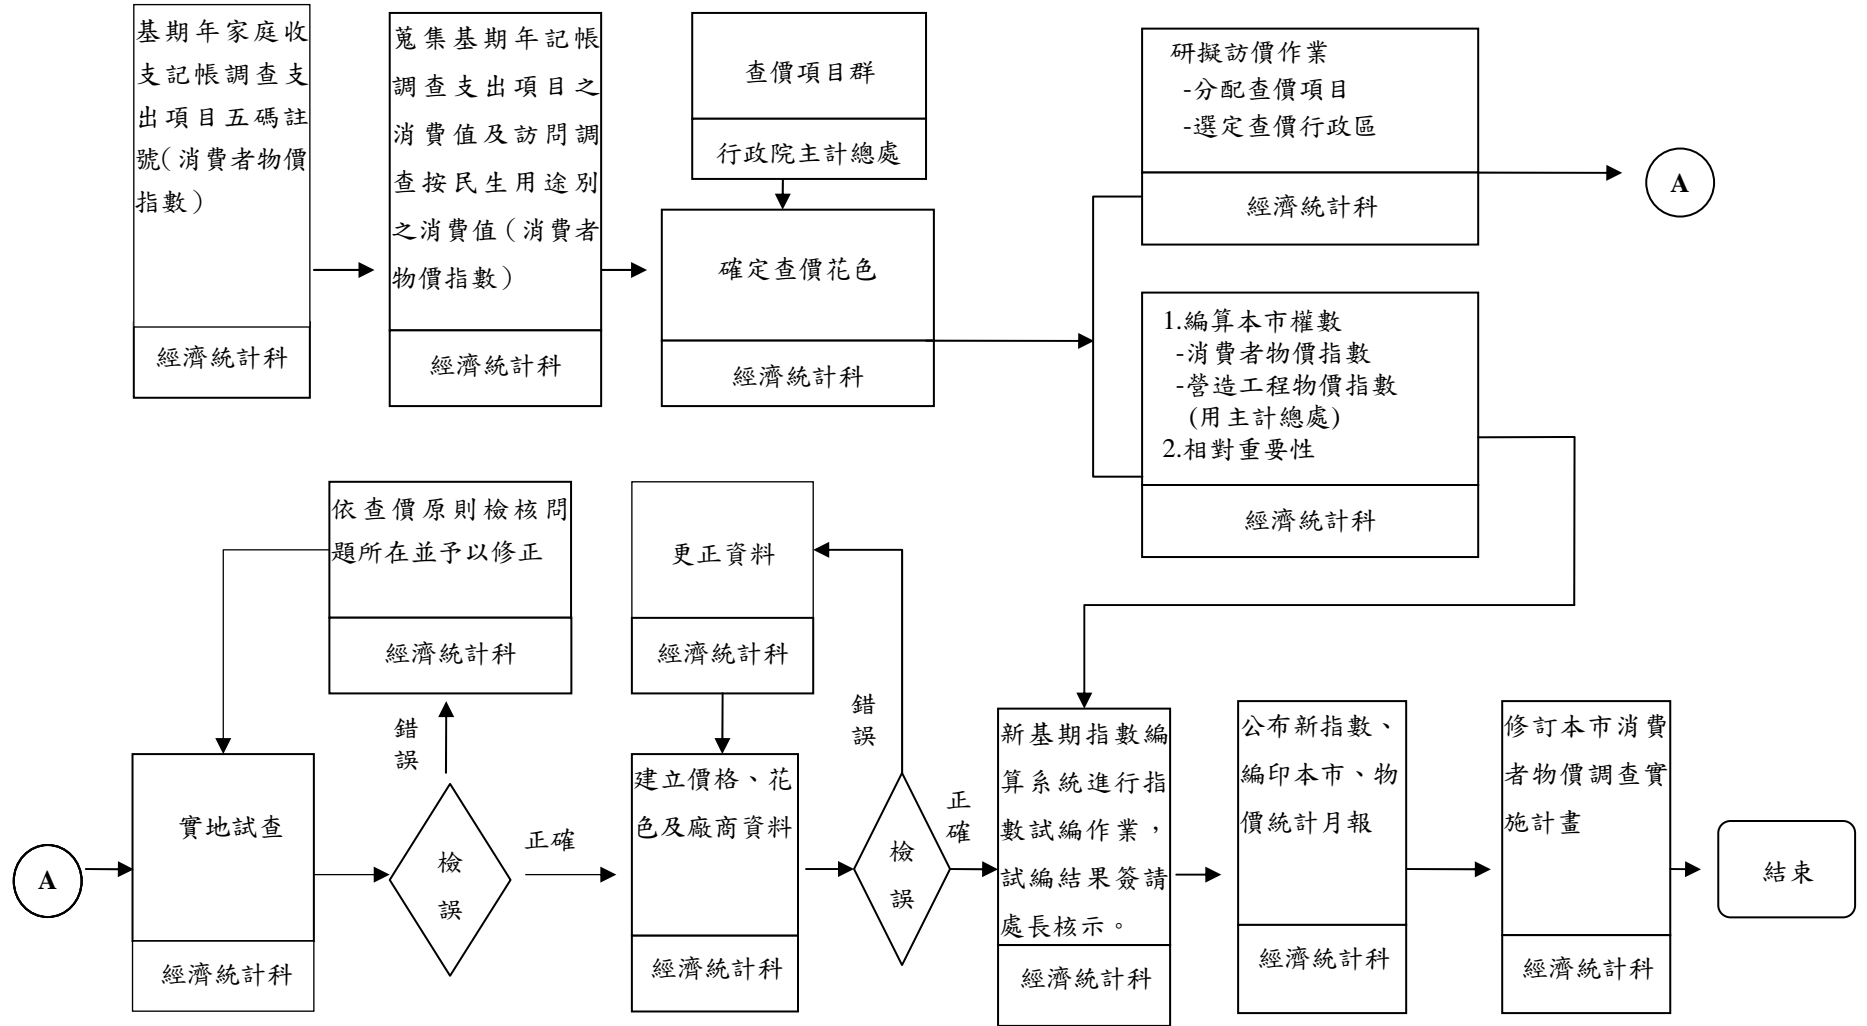 基期年家庭收
支記帳調查支
出項目五碼註
號(消費者物價
指數)
經濟統計科
蒐集基期年記帳
調查支出項目之
消費值及訪問調
查按民生用途別
之消費值(消費者
物價指數)
經濟統計科
查價項目群
行政院主計總處
確定查價花色
經濟統計科
研擬訪價作業
-分配查價項目
-選定查價行政區
經濟統計科
A
1.編算本市權數
-消費者物價指數
-營造工程物價指數
(用主計總處)
2.相對重要性
經濟統計科
A
實地試查
經濟統計科
檢
誤
錯
誤
依查價原則檢核問
題所在並予以修正
經濟統計科
正確
建立價格、花
色及廠商資料
經濟統計科
更正資料
經濟統計科
檢
誤
錯
誤
正
確
新基期指數編
算系統進行指
數試編作業，
試編結果簽請
處長核示。
經濟統計科
公布新指數、
編印本市、物
價統計月報
經濟統計科
修訂本市消費
者物價調查實
施計畫
經濟統計科
結束